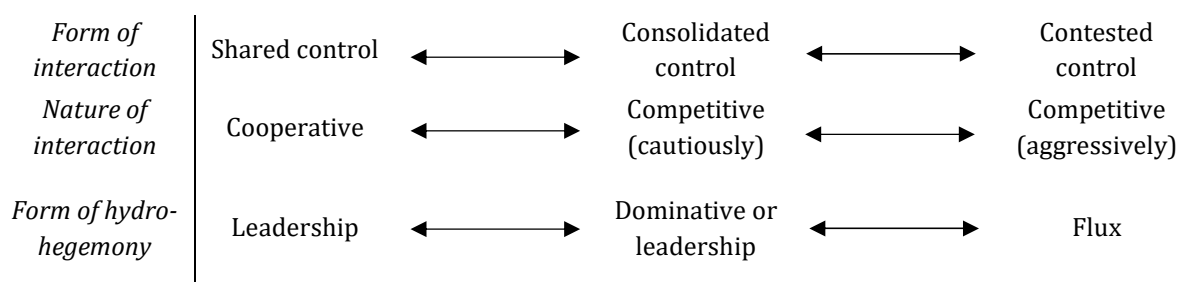 Form of interaction Shared control Consolidated control Contested control
Nature of interaction Cooperative Competitive (cautiously) Competitive (aggressively)
Form of hydro-hegemony Leadership Dominative or leadership Flux